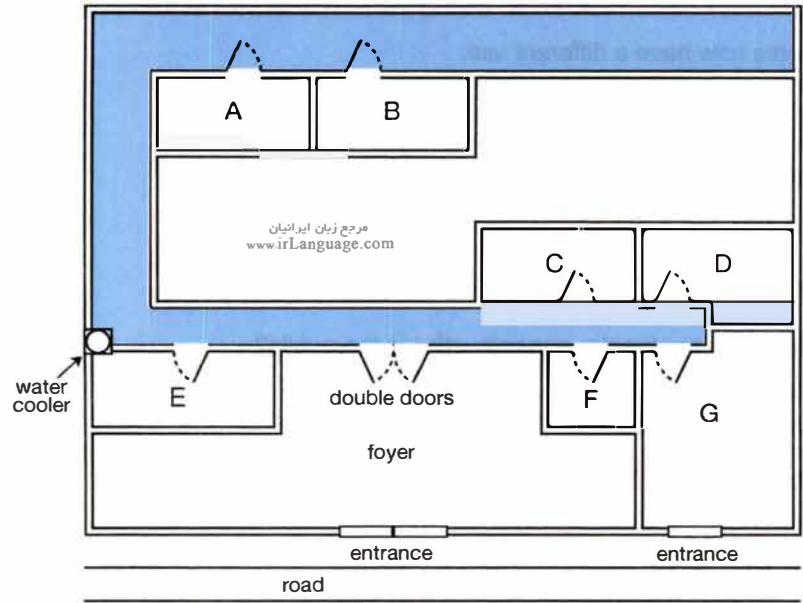 A
B
مرجع زبان ایرانیان
www.irLanguage.com
C
D
water
cooler
E
double doors
F
G
foyer
entrance
entrance
road